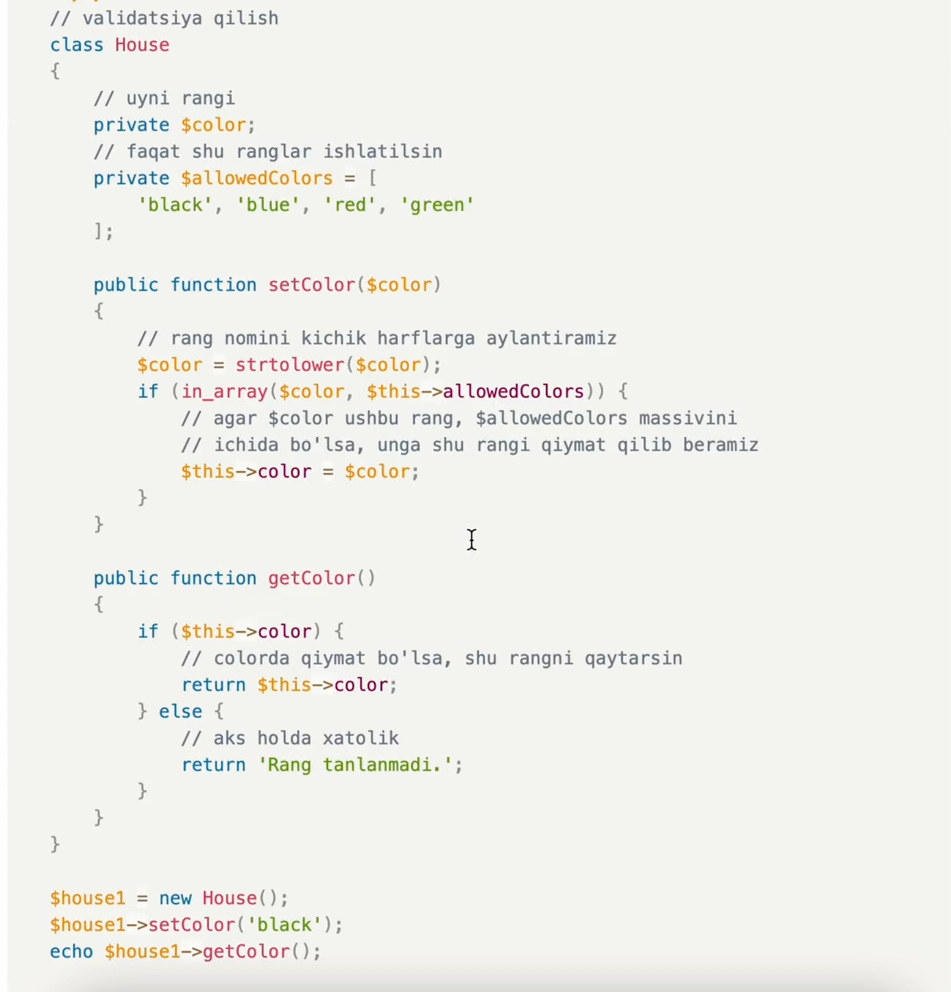 // validatsiya qilish
class House
{
    // uyni rangi
    private $color;
    // faqat shu ranglar ishlatilsin
    private $allowedColors = [
        'black', 'blue', 'red', 'green'
    ];

    public function setColor($color)
    {
        // rang nomini kichik harflarga aylantiramiz
        $color = strtolower($color);
        if (in_array($color, $this->allowedColors)) {
            // agar $color ushbu rang, $allowedColors massivini
            // ichida bo'lsa, unga shu rangi qiymat qilib beramiz
            $this->color = $color;
        }
    }

    public function getColor()
    {
        if ($this->color) {
            // colorda qiymat bo'lsa, shu rangni qaytarsin
            return $this->color;
        } else {
            // aks holda xatolik
            return 'Rang tanlanmadi.';
        }
    }
}

$house1 = new House();
$house1->setColor('black');
echo $house1->getColor();